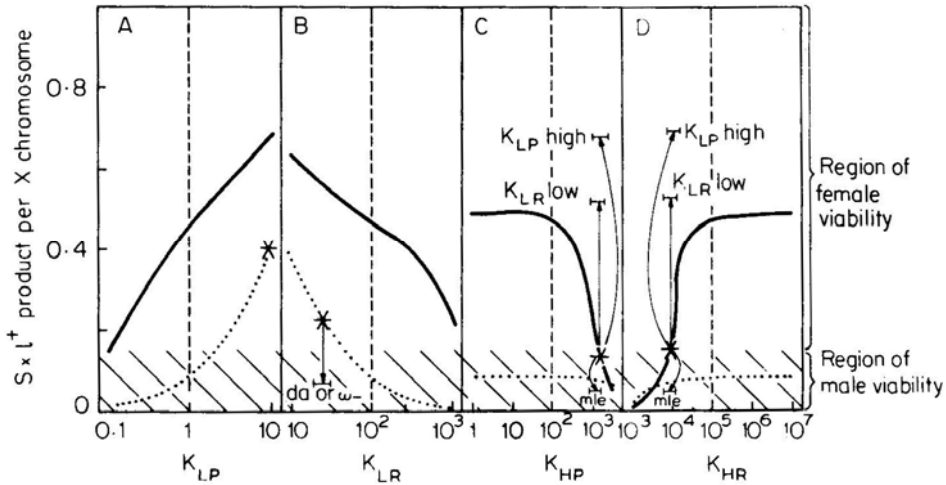 A B C D
S x l⁺ product per X chromosome
0.8
0.4
0
K_LP high
K_LR low
K_LP high
K_LR low
da or ω–
mle
mle
Region of
female
viability
Region of
male viability
0.1 1 10
10 10² 10³
1 10 10² 10³
10³ 10⁴ 10⁵ 10⁶ 10⁷
K_LP K_LR K_HP K_HR